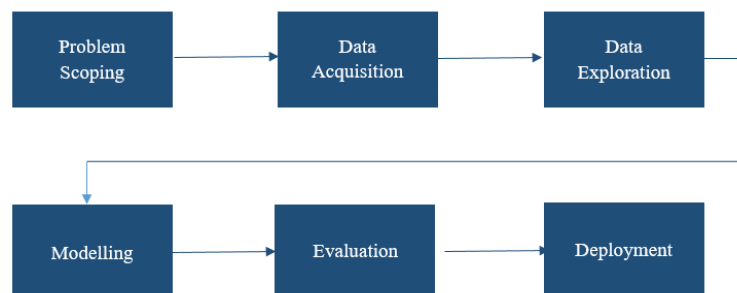 Problem
Scoping
Data
Acquisition
Data
Exploration
Modelling
Evaluation
Deployment